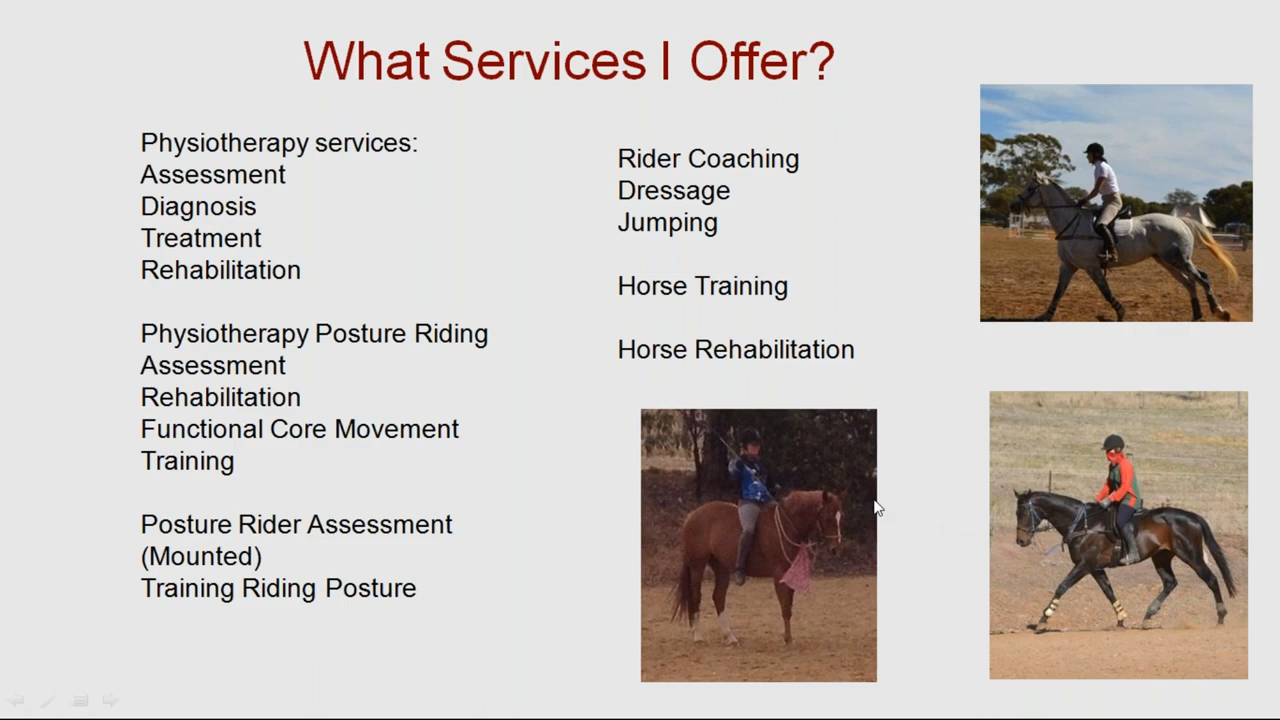 What Services I Offer?
Physiotherapy services:
Assessment
Diagnosis
Treatment
Rehabilitation
Physiotherapy Posture Riding
Assessment
Rehabilitation
Functional Core Movement
Training
Posture Rider Assessment
(Mounted)
Training Riding Posture
Rider Coaching
Dressage
Jumping
Horse Training
Horse Rehabilitation